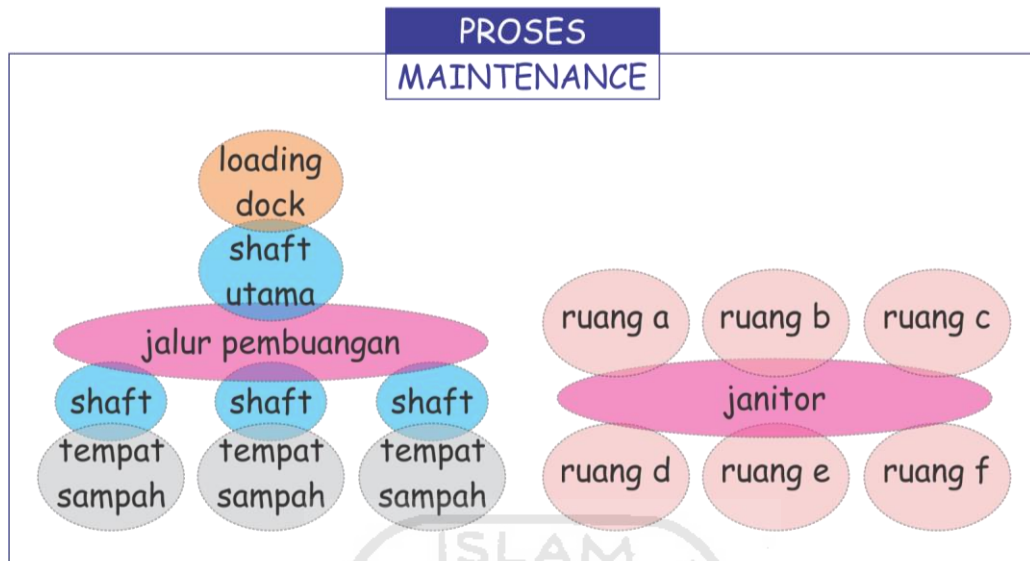 PROSES
MAINTENANCE
loading
dock
shaft
utama
jalur pembuangan
shaft shaft shaft
tempat tempat tempat
sampah sampah sampah
ruang a ruang b ruang c
janitor
ruang d ruang e ruang f
ISLAM